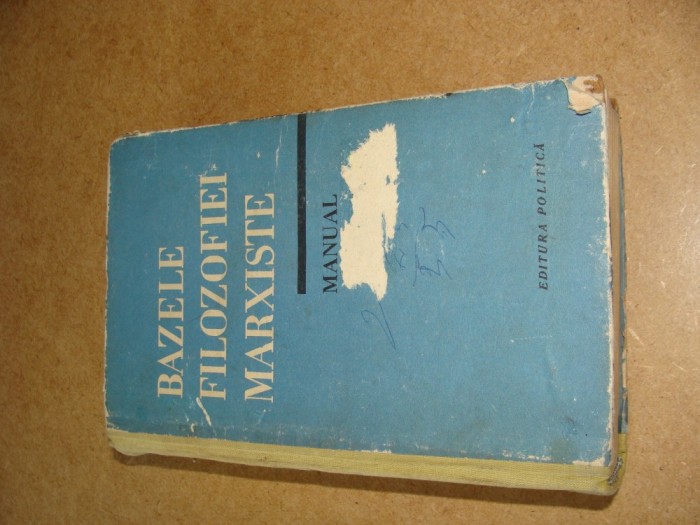 BAZELE
FILOZOFIEI
MARXISTE
MANUAL
EDITURA POLITICĂ